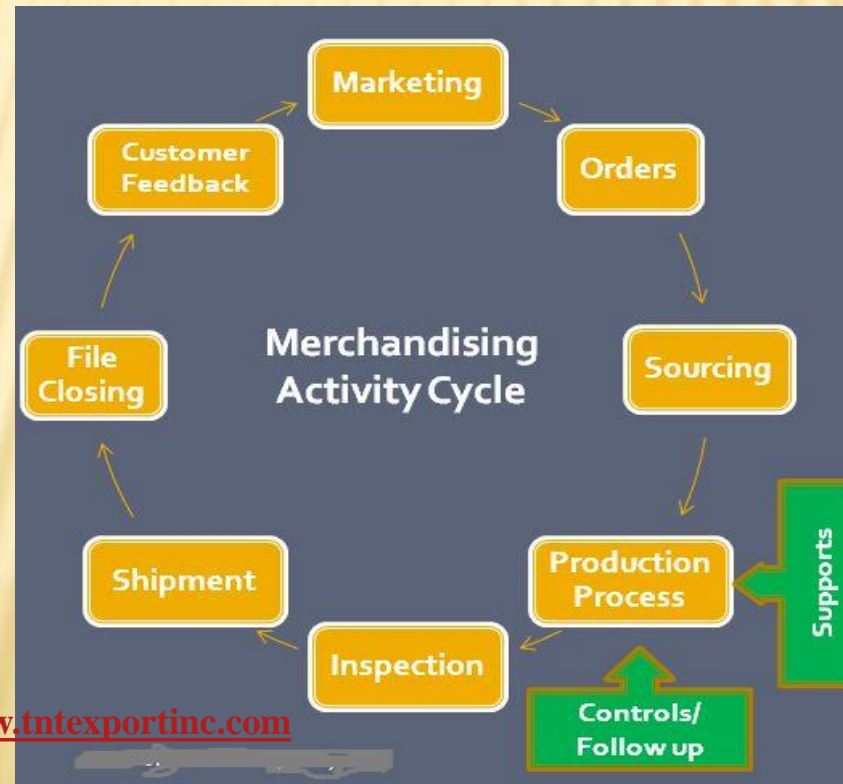 Marketing
Orders
Sourcing
Production
Process
Inspection
Shipment
File
Closing
Customer
Feedback
Merchandising
Activity Cycle
Supports
Controls/
Follow up
w.tntexportinc.com